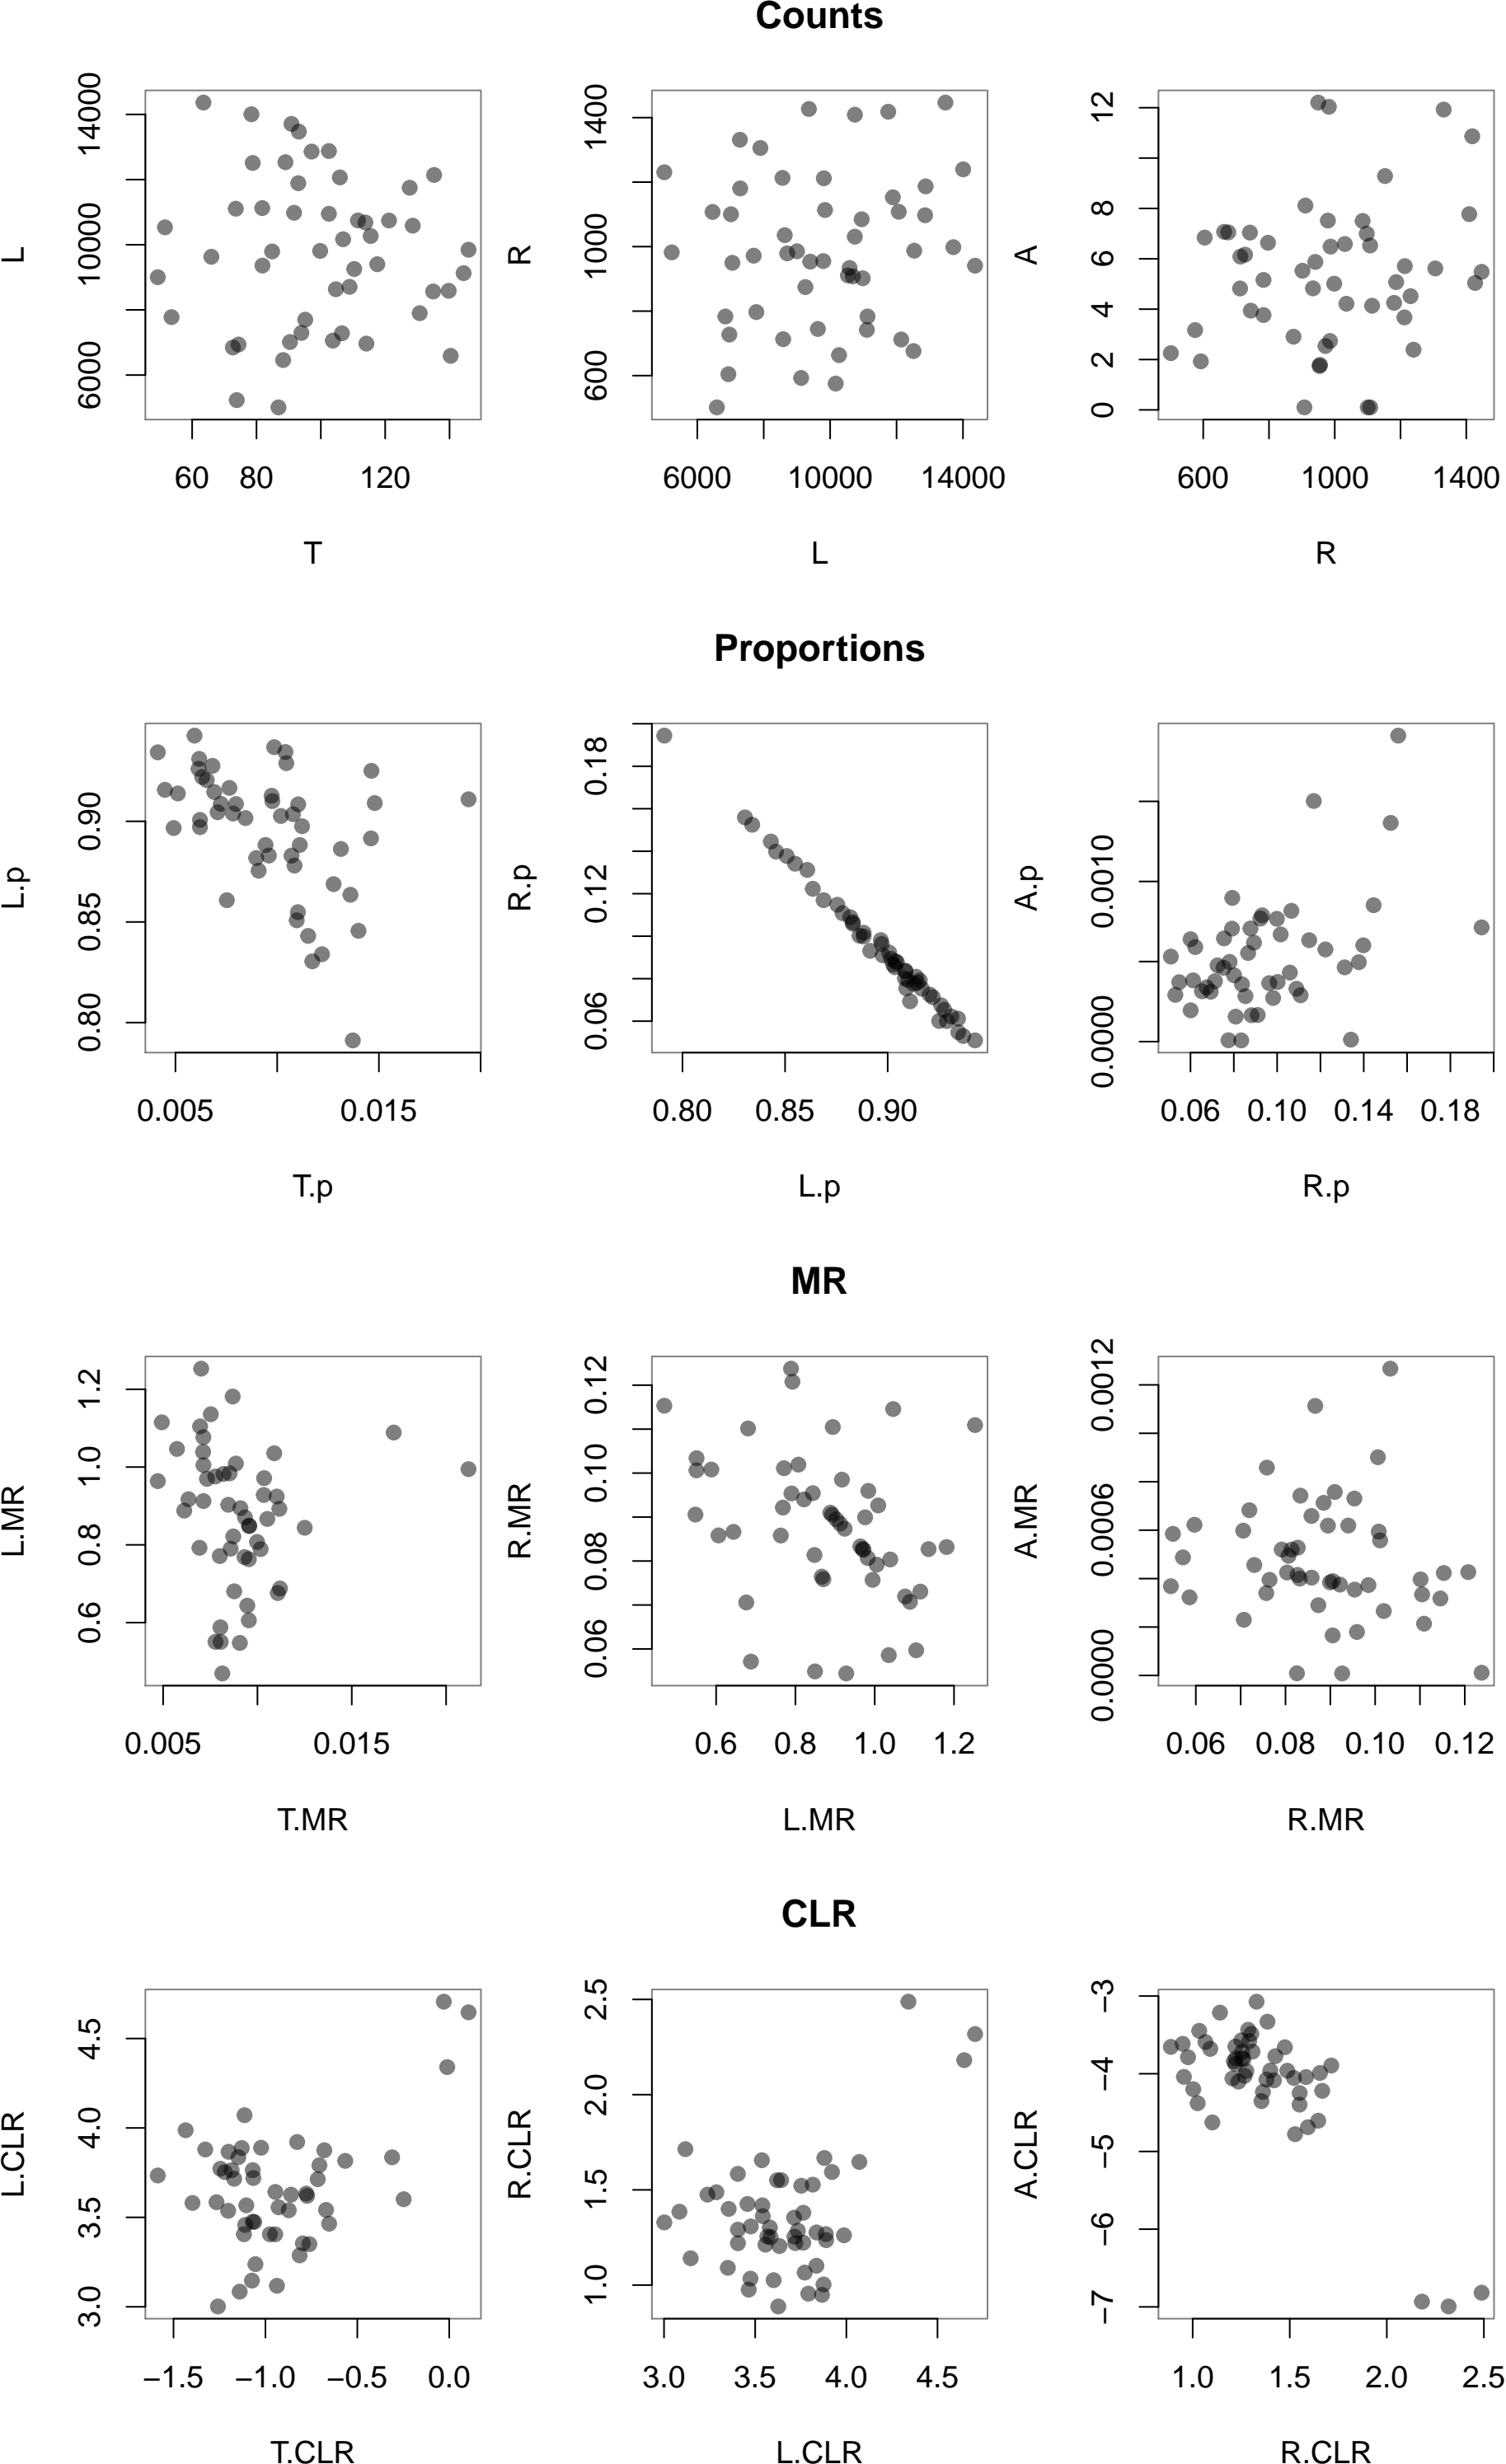 Counts
L
6000 10000 14000
60 80 120
T
R
600 1000 1400
6000 10000 14000
L
A
0 2 4 6 8 12
600 1000 1400
R
Proportions
L.p
0.80 0.85 0.90
0.005 0.015
T.p
R.p
0.06 0.12 0.18
0.80 0.85 0.90
L.p
A.p
0.0000 0.0010
0.06 0.10 0.14 0.18
R.p
MR
L.MR
0.6 0.8 1.0 1.2
0.005 0.015
T.MR
R.MR
0.06 0.08 0.10 0.12
0.6 0.8 1.0 1.2
L.MR
A.MR
0.0000 0.0006 0.0012
0.06 0.08 0.10 0.12
R.MR
CLR
L.CLR
3.0 3.5 4.0 4.5
−1.5 −1.0 −0.5 0.0
T.CLR
R.CLR
1.0 1.5 2.0 2.5
3.0 3.5 4.0 4.5
L.CLR
A.CLR
−7 −6 −5 −4 −3
1.0 1.5 2.0 2.5
R.CLR